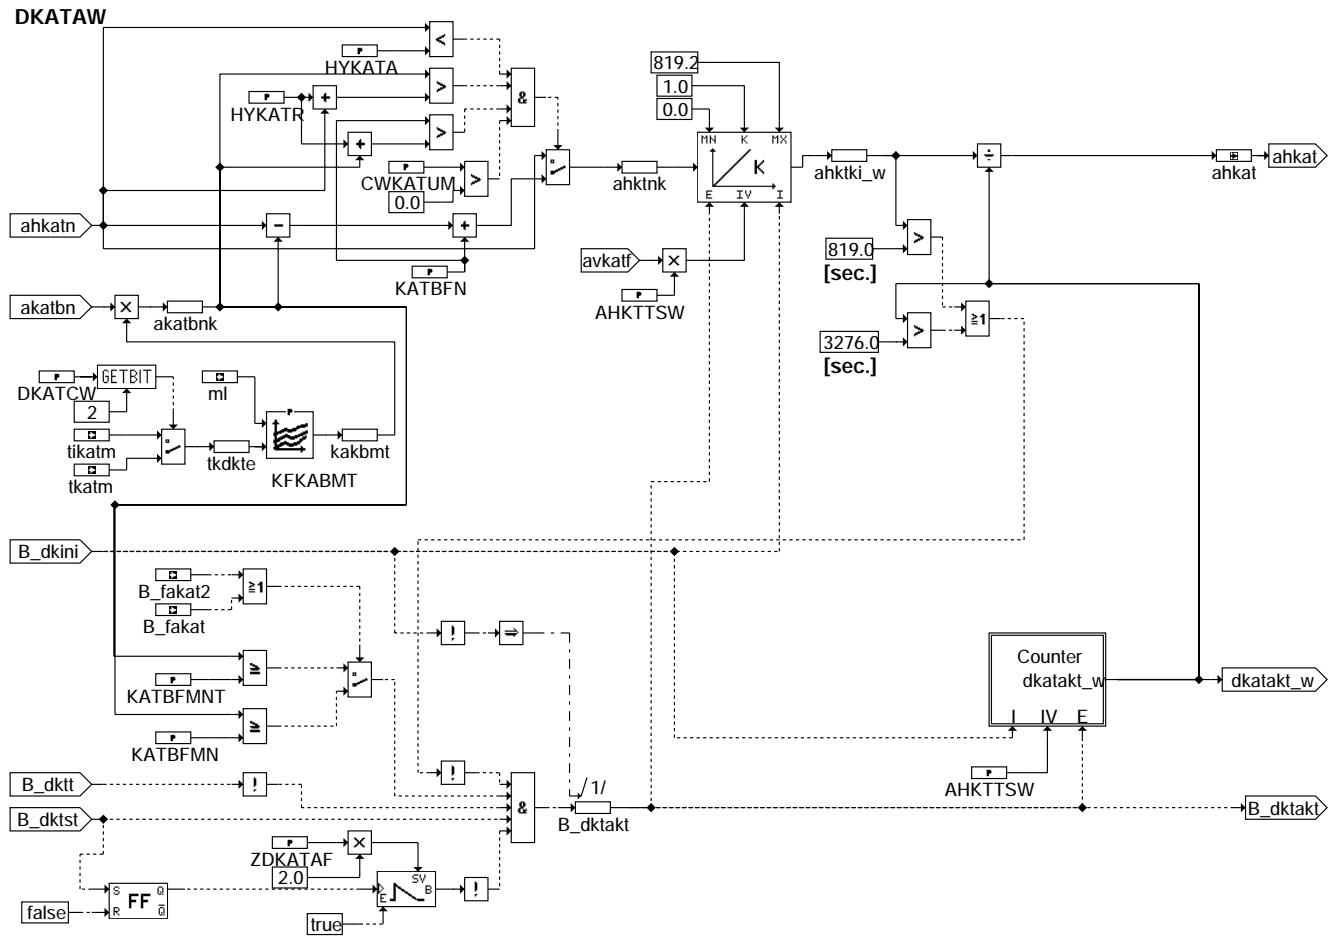 DKATAW
<
P
HYKATA
819.2
>
1.0
P
&
+
HYKATR
0.0
>
MN K MX
+
P
>
CWKATUM
0.0
ahktnk
K
E IV I
ahktki_w
÷
ahkat
ahkat
ahkatn
−
+
>
819.0
[sec.]
P
KATBFN
avkatf
×
P
AHKTTSW
akatbn
×
akatbnk
≥1
>
3276.0
[sec.]
P
DKATCW
GETBIT
2
ml
P
tikatm
tkatm
tkdkte
KFKABMT
kakbmt
B_dkini
B_fakat2
≥1
B_fakat
!
⇒
≥
P
KATBFMNT
≥
P
KATBFMN
Counter
dkatakt_w
I IV E
dkatakt_w
!
P
AHKTTSW
B_dktt
!
/1/
&
B_dktakt
B_dktakt
B_dktst
P
×
ZDKATAF
2.0
S Q
FF
R Q̅
SV
E B
!
false
true